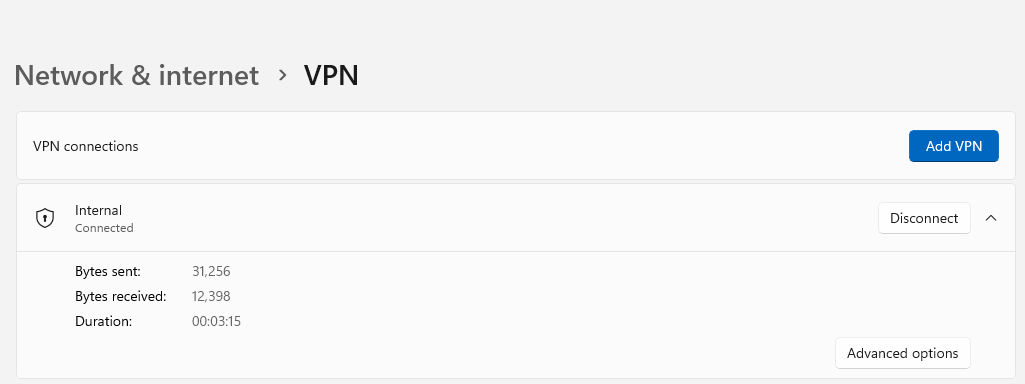 Network & internet > VPN
VPN connections
Add VPN
Internal
Connected
Disconnect
Bytes sent: 31,256
Bytes received: 12,398
Duration: 00:03:15
Advanced options